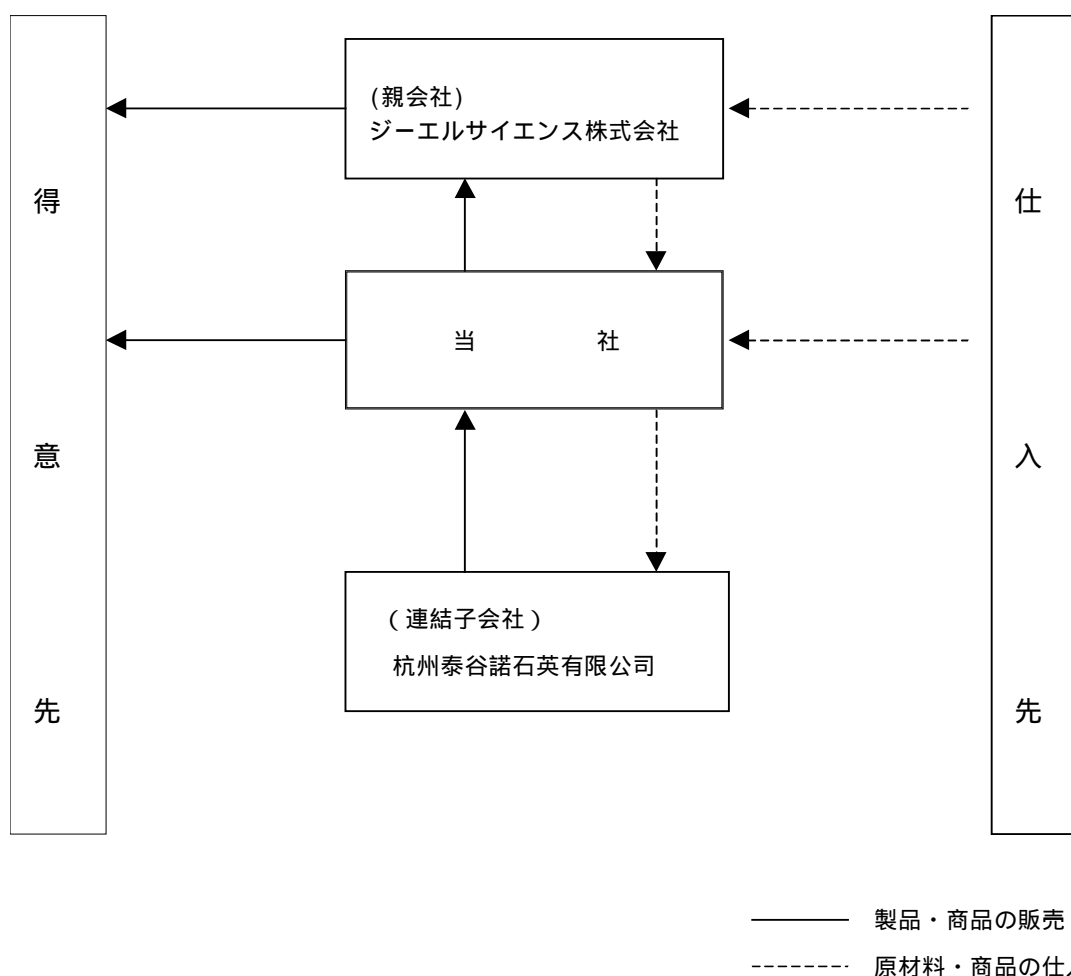 (親会社)
ジーエルサイエンス株式会社
得意先
当 社
仕入先
(連結子会社)
杭州泰谷諾石英有限公司
製品・商品の販売
原材料・商品の仕